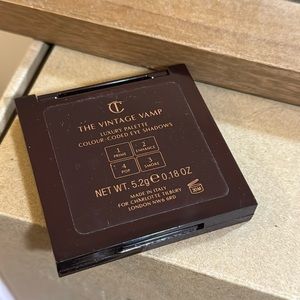 CT
THE VINTAGE VAMP
LUXURY PALETTE
COLOUR-CODED EYE SHADOWS
1 2
PRIME ENHANCE
4 3
POP SMOKE
NET WT. 5.2g℮0.18 OZ
MADE IN ITALY
FOR CHARLOTTE TILBURY
LONDON NW6 6RD